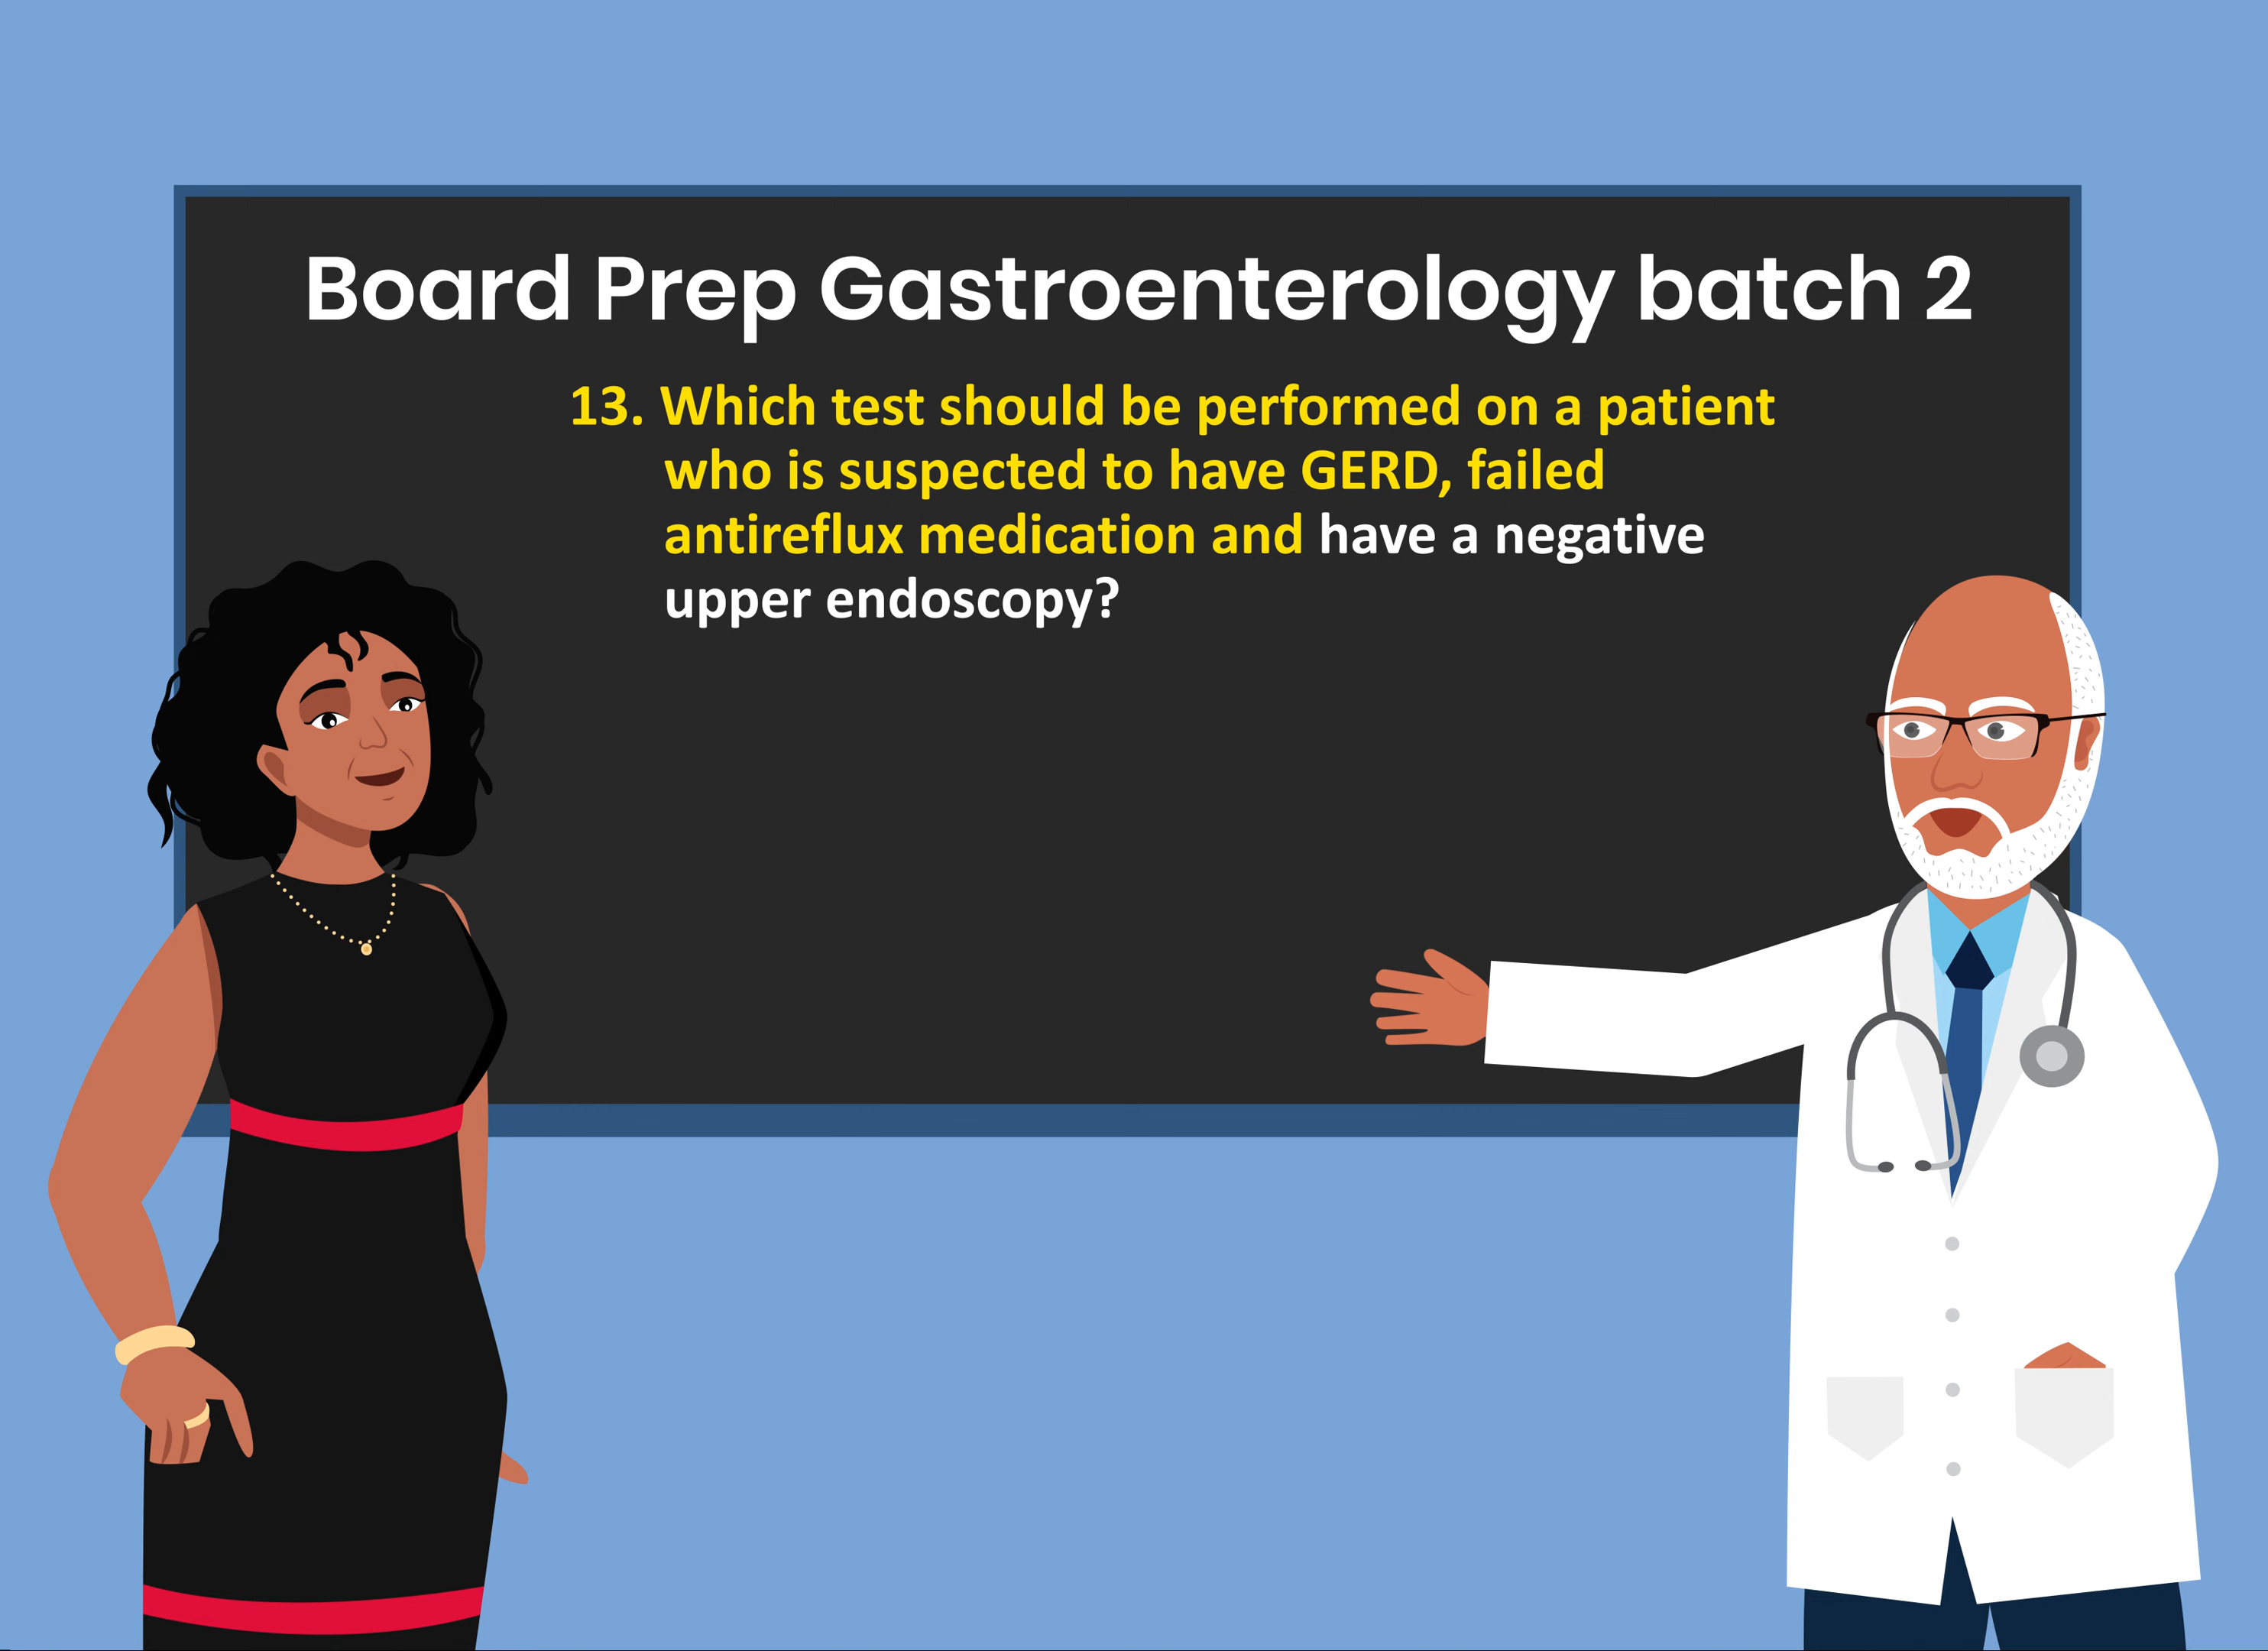 Board Prep Gastroenterology batch 2
13. Which test should be performed on a patient
who is suspected to have GERD, failed
antireflux medication and have a negative
upper endoscopy?